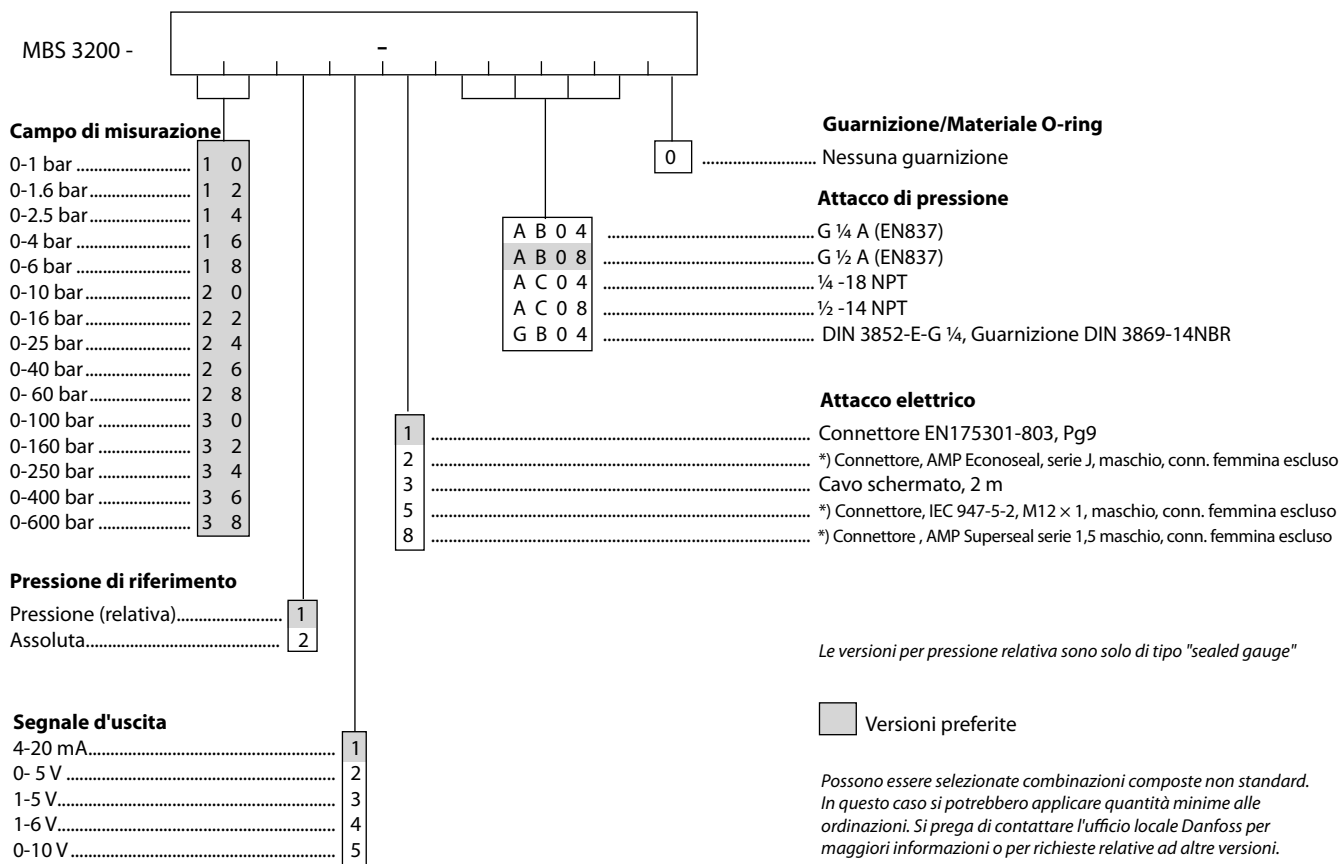 MBS 3200 - -
Campo di misurazione
0-1 bar ........................... 1 0
0-1.6 bar ........................... 1 2
0-2.5 bar ........................... 1 4
0-4 bar ........................... 1 6
0-6 bar ........................... 1 8
0-10 bar ........................... 2 0
0-16 bar ........................... 2 2
0-25 bar ........................... 2 4
0-40 bar ........................... 2 6
0- 60 bar ........................... 2 8
0-100 bar ........................... 3 0
0-160 bar ........................... 3 2
0-250 bar ........................... 3 4
0-400 bar ........................... 3 6
0-600 bar ........................... 3 8
Pressione di riferimento
Pressione (relativa) ........................... 1
Assoluta ........................... 2
Segnale d'uscita
4-20 mA ........................... 1
0- 5 V ........................... 2
1-5 V ........................... 3
1-6 V ........................... 4
0-10 V ........................... 5
Guarnizione/Materiale O-ring
0 ........................... Nessuna guarnizione
Attacco di pressione
A B 0 4 ........................... G ¼ A (EN837)
A B 0 8 ........................... G ½ A (EN837)
A C 0 4 ........................... ¼ -18 NPT
A C 0 8 ........................... ½ -14 NPT
G B 0 4 ........................... DIN 3852-E-G ¼, Guarnizione DIN 3869-14NBR
Attacco elettrico
1 ........................... Connettore EN175301-803, Pg9
2 ........................... *) Connettore, AMP Econoseal, serie J, maschio, conn. femmina escluso
3 ........................... Cavo schermato, 2 m
5 ........................... *) Connettore, IEC 947-5-2, M12 × 1, maschio, conn. femmina escluso
8 ........................... *) Connettore , AMP Superseal serie 1,5 maschio, conn. femmina escluso
Le versioni per pressione relativa sono solo di tipo "sealed gauge"
Versioni preferite
Possono essere selezionate combinazioni composte non standard.
In questo caso si potrebbero applicare quantità minime alle
ordinazioni. Si prega di contattare l'ufficio locale Danfoss per
maggiori informazioni o per richieste relative ad altre versioni.